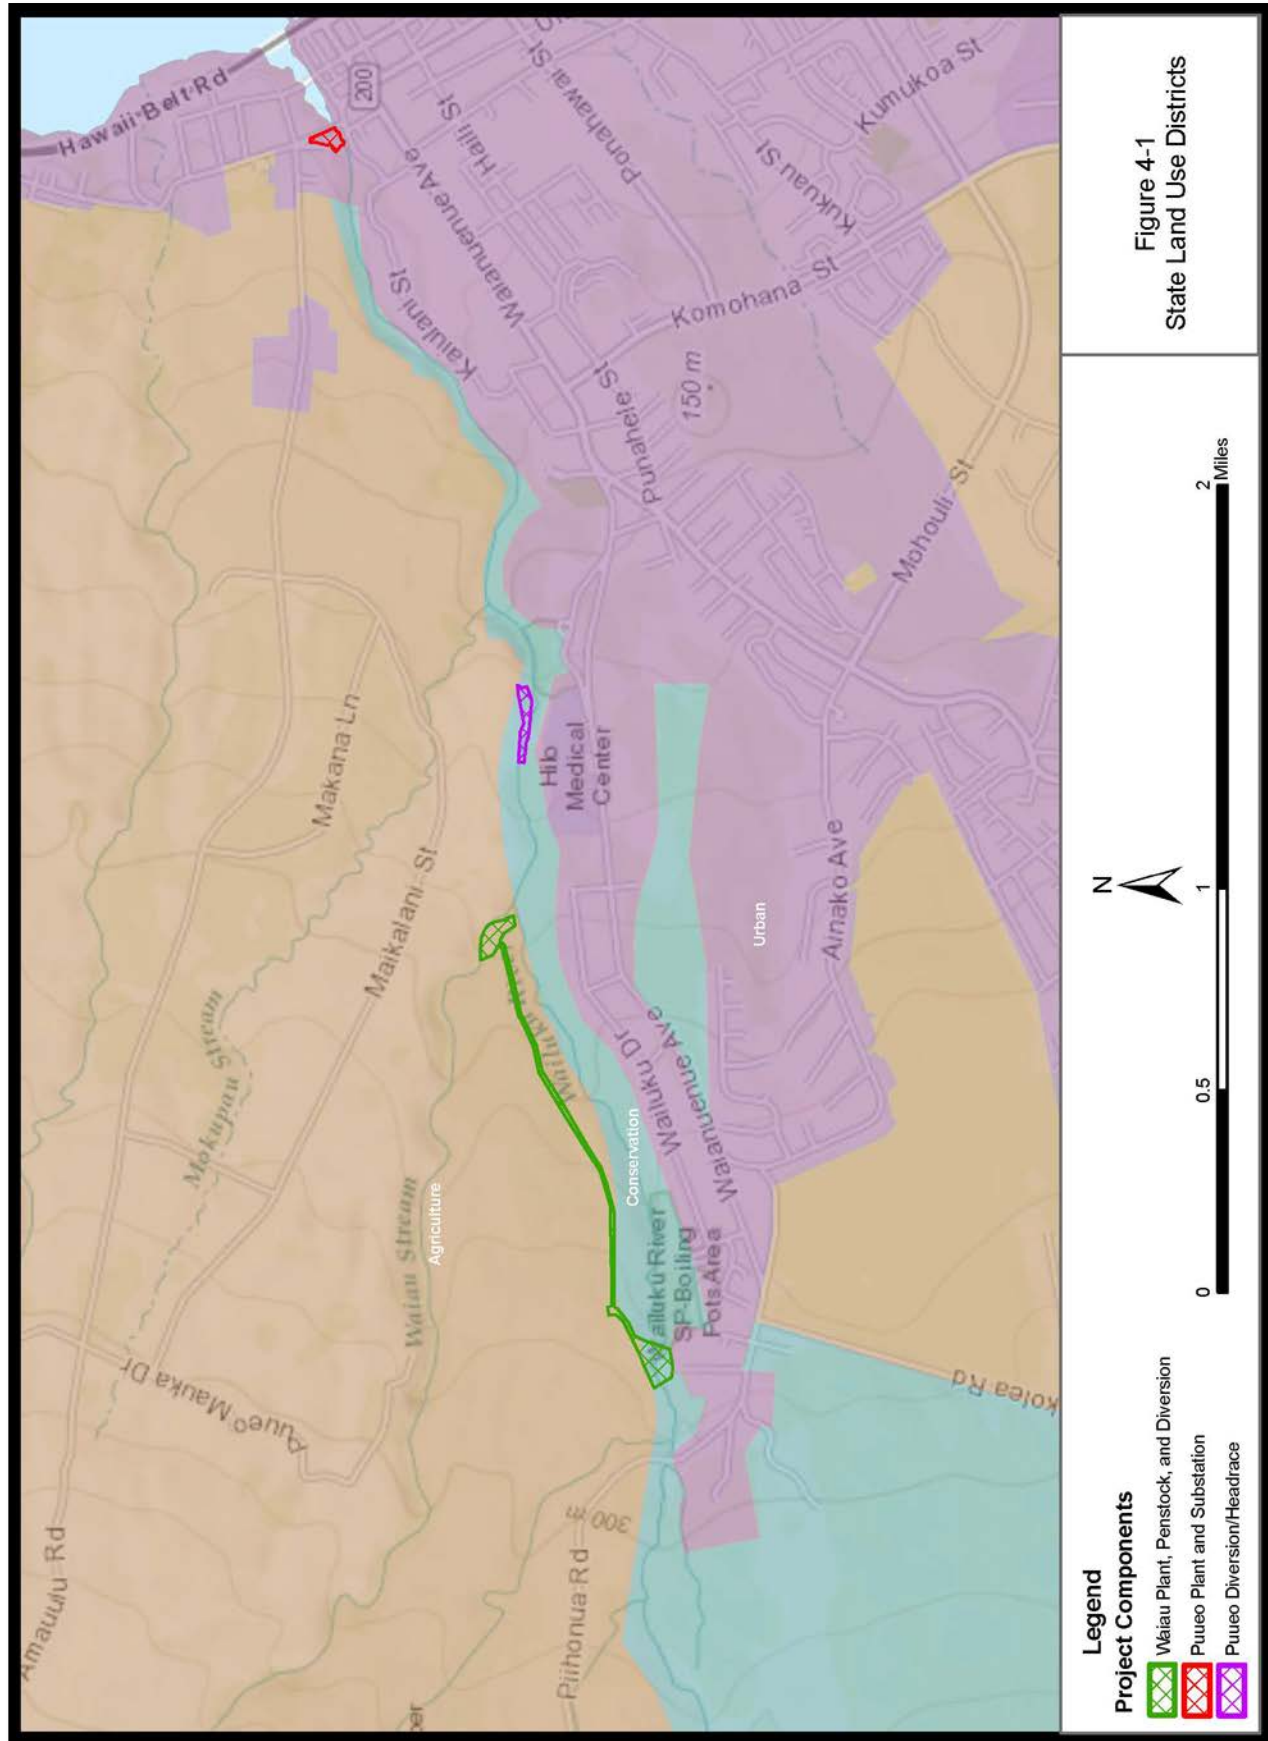 Hawaii Belt Rd
200
Haili St
Ponahawai St
Kukuau St
Kumukoa St
Kaiulani St
Waianuenue Ave
Komohana St
Punahele St
150 m
Mohouli St
Makana Ln
Maikalani St
Hilo
Medical
Center
Ainako Ave
Urban
Mokupau Stream
Wailuku River
Wailuku Dr
Waianuenue Ave
Waiau Stream
Agriculture
Conservation
ailuku River
SP-Boiling
Pots Area
Amauulu Rd
Puueo Mauka Dr
300 m
Piihonua Rd
kolea Rd
Legend
Project Components
Waiau Plant, Penstock, and Diversion
Puueo Plant and Substation
Puueo Diversion/Headrace
N
0 0.5 1 2
Miles
Figure 4-1
State Land Use Districts